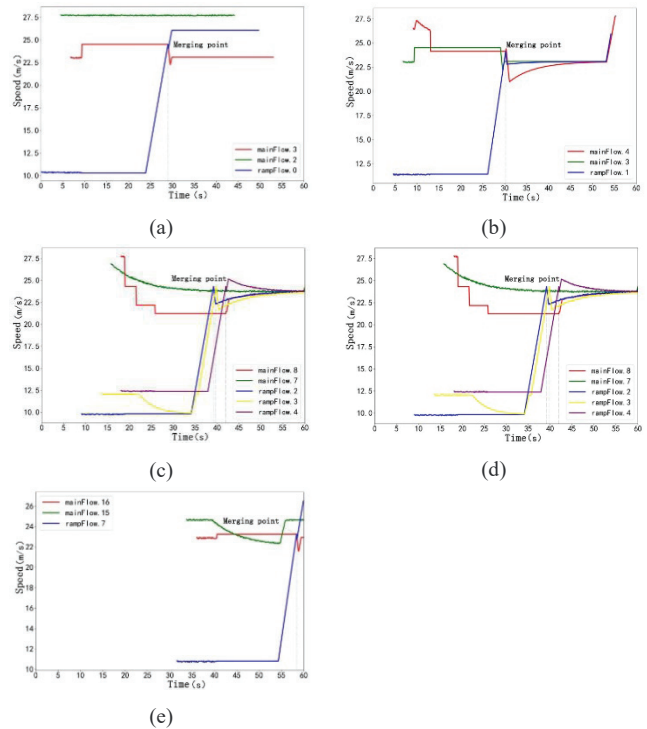 27.5
25.0
22.5
20.0
17.5
15.0
12.5
10.0
Speed(m/s)
Merging point
mainFlow.3
mainFlow.2
rampFlow.0
0 5 10 15 20 25 30 35 40 45 50 55 60
Time(s)
(a)
27.5
25.0
22.5
20.0
17.5
15.0
12.5
Speed(m/s)
Merging point
mainFlow.4
mainFlow.3
rampFlow.1
0 5 10 15 20 25 30 35 40 45 50 55 60
Time(s)
(b)
27.5
25.0
22.5
20.0
17.5
15.0
12.5
10.0
Speed(m/s)
Merging point
mainFlow.8
mainFlow.7
rampFlow.2
rampFlow.3
rampFlow.4
0 5 10 15 20 25 30 35 40 45 50 55 60
Time(s)
(c)
27.5
25.0
22.5
20.0
17.5
15.0
12.5
10.0
Speed(m/s)
Merging point
mainFlow.8
mainFlow.7
rampFlow.2
rampFlow.3
rampFlow.4
0 5 10 15 20 25 30 35 40 45 50 55 60
Time(s)
(d)
mainFlow.16
mainFlow.15
rampFlow.7
26
24
22
20
18
16
14
12
10
Speed(m/s)
Merging point
0 5 10 15 20 25 30 35 40 45 50 55 60
Time(s)
(e)